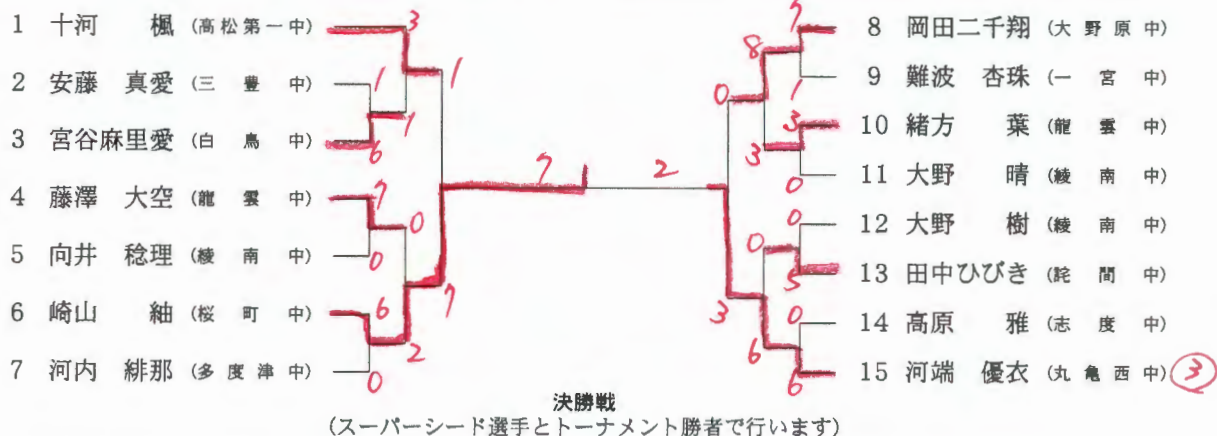 1 十河 楓 (高松第一中)
2 安藤 真愛 (三豊中)
3 宮谷麻里愛 (白鳥中)
4 藤澤 大空 (龍雲中)
5 向井 稔理 (綾南中)
6 崎山 紬 (桜町中)
7 河内 緋那 (多度津中)
3
1
1
1
6
7
0
0
7
6
2
0
7
2
8 岡田二千翔 (大野原中)
9 難波 杏珠 (一宮中)
10 緒方 葉 (龍雲中)
11 大野 晴 (綾南中)
12 大野 樹 (綾南中)
13 田中ひびき (詫間中)
14 高原 雅 (志度中)
15 河端 優衣 (丸亀西中) ③
7
8
1
0
3
3
0
0
0
5
3
0
6
6
決勝戦
(スーパーシード選手とトーナメント勝者で行います)